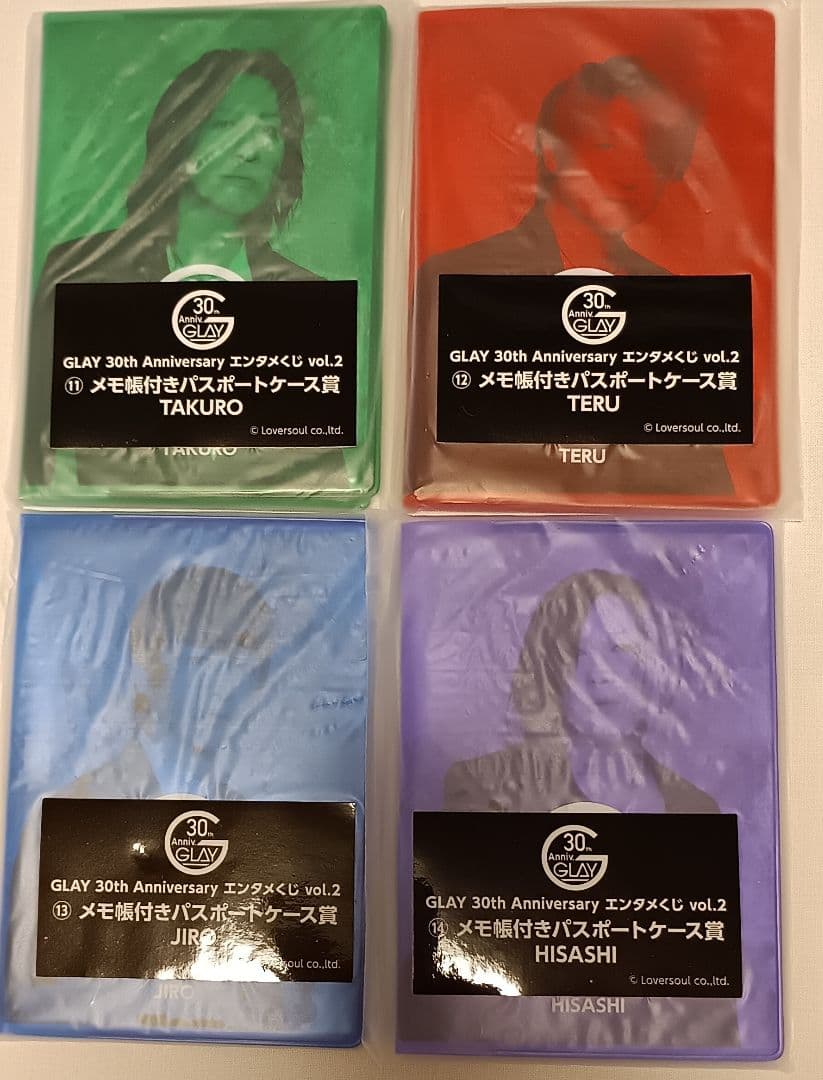 30th
Anniv.
GLAY
GLAY 30th Anniversary エンタメくじ vol.2
⑪ メモ帳付きパスポートケース賞
TAKURO
© Loversoul co.,ltd.
TAKURO
30th
Anniv.
GLAY
GLAY 30th Anniversary エンタメくじ vol.2
⑫ メモ帳付きパスポートケース賞
TERU
© Loversoul co.,ltd.
TERU
30th
Anniv.
GLAY
GLAY 30th Anniversary エンタメくじ vol.2
⑬ メモ帳付きパスポートケース賞
JIRO
soul co.,ltd.
JIRO
30th
Anniv.
GLAY
GLAY 30th Anniversary エンタメくじ vol.2
⑭ メモ帳付きパスポートケース賞
HISASHI
© Loversoul co.,ltd.
HISASHI